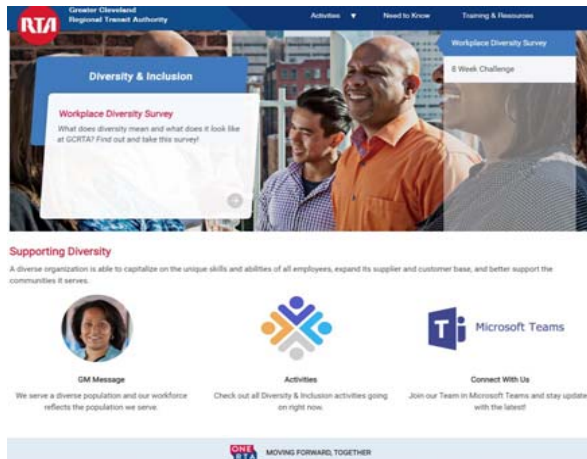 RTA
Greater Cleveland
Regional Transit Authority
Activities ▼
Need to Know
Training & Resources
Workplace Diversity Survey
8 Week Challenge
Diversity & Inclusion
Workplace Diversity Survey
What does diversity mean and what does it look like
at GCRTA? Find out and take this survey!
Supporting Diversity
A diverse organization is able to capitalize on the unique skills and abilities of all employees, expand its supplier and customer base, and better support the
communities it serves.
T
Microsoft Teams
GM Message
We serve a diverse population and our workforce
reflects the population we serve.
Activities
Check out all Diversity & Inclusion activities going
on right now.
Connect With Us
Join our Team in Microsoft Teams and stay update
with the latest!
ONE
RTA
MOVING FORWARD, TOGETHER